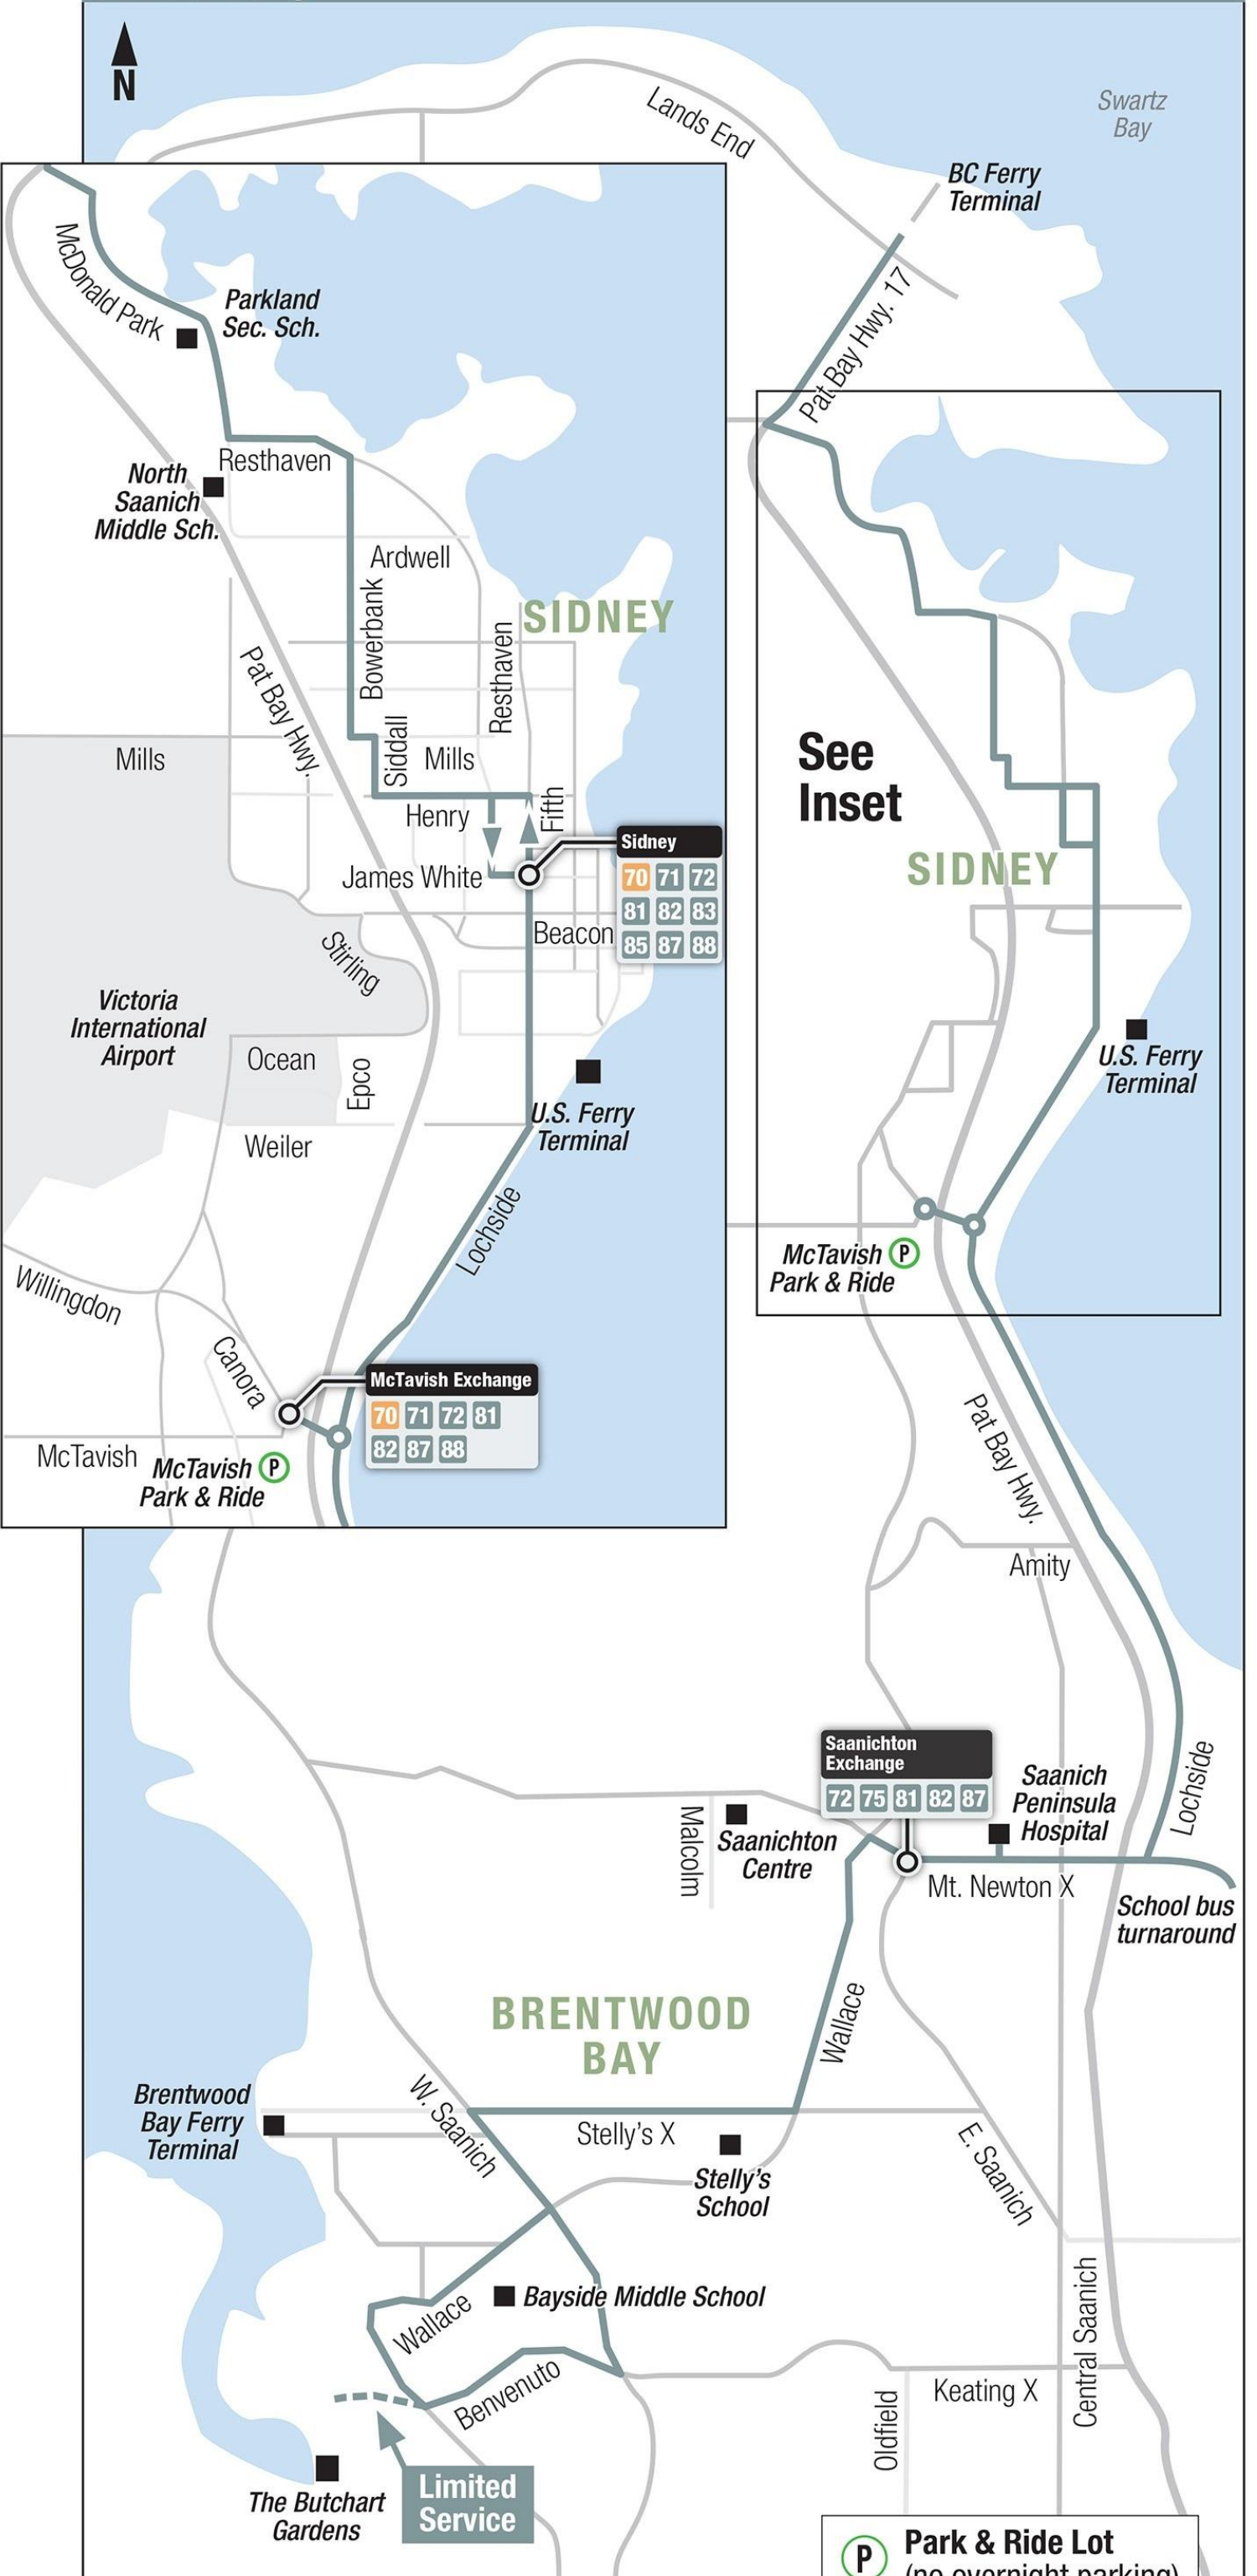 N
Lands End
Swartz
Bay
BC Ferry
Terminal
Pat Bay Hwy. 17
McDonald Park
Parkland
Sec. Sch.
Resthaven
North
Saanich
Middle Sch.
Ardwell
Bowerbank
SIDNEY
Resthaven
Pat Bay Hwy.
Siddall
Mills
Mills
Henry
Fifth
James White
Sidney
70 71 72
81 82 83
85 87 88
Beacon
Stirling
Victoria
International
Airport
Ocean
Epco
U.S. Ferry
Terminal
Weiler
Lochside
Willingdon
Canora
McTavish Exchange
70 71 72 81
82 87 88
McTavish
McTavish P
Park & Ride
See
Inset
SIDNEY
U.S. Ferry
Terminal
McTavish P
Park & Ride
Pat Bay Hwy.
Amity
Saanichton
Exchange
72 75 81 82 87
Saanich
Peninsula
Hospital
Lochside
Malcolm
Saanichton
Centre
Mt. Newton X
School bus
turnaround
Wallace
BRENTWOOD
BAY
Brentwood
Bay Ferry
Terminal
W. Saanich
Stelly's X
Stelly's
School
E. Saanich
Bayside Middle School
Wallace
Benvenuto
Central Saanich
Keating X
Oldfield
The Butchart
Gardens
Limited
Service
P Park & Ride Lot
(no overnight parking)